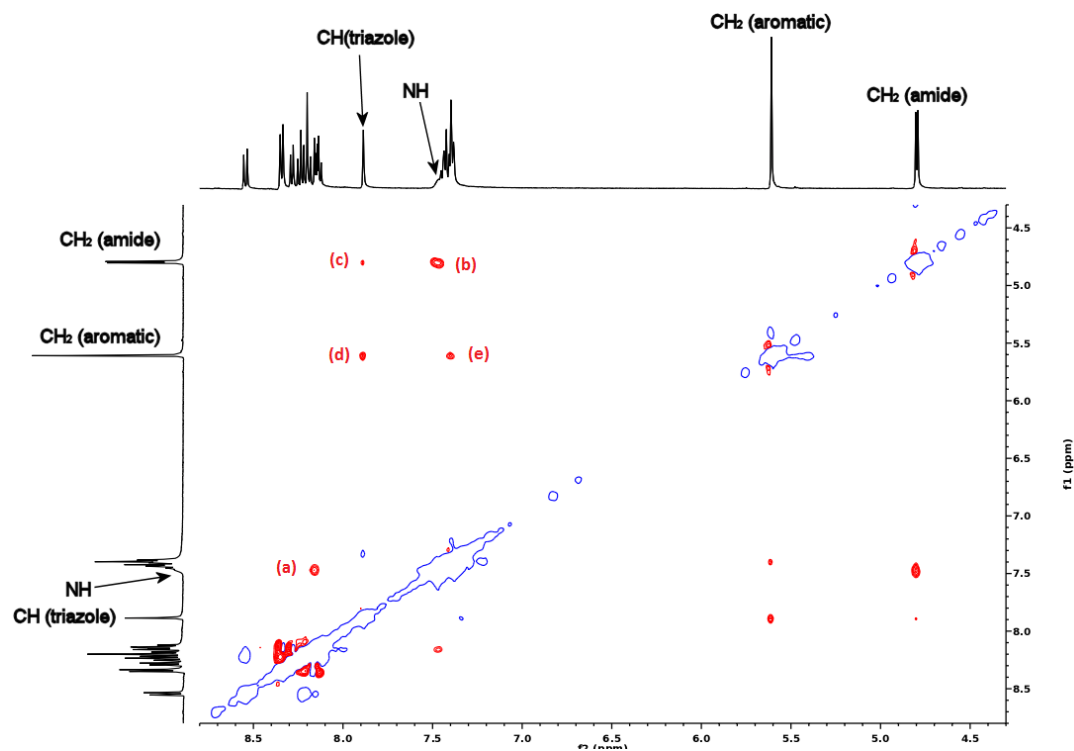 CH₂ (aromatic)
CH(triazole)
NH
CH₂ (amide)
CH₂ (amide)
(c)
(b)
CH₂ (aromatic)
(d)
(e)
(a)
NH
CH (triazole)
4.5
5.0
5.5
6.0
6.5
7.0
7.5
8.0
8.5
f1 (ppm)
8.5 8.0 7.5 7.0 6.5 6.0 5.5 5.0 4.5
f2 (ppm)